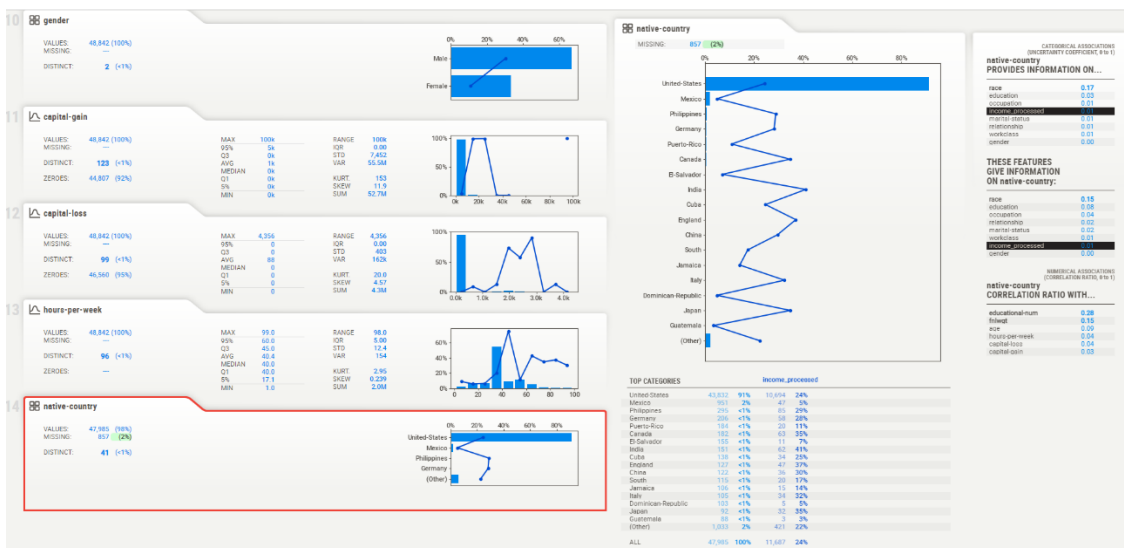 10 gender
VALUES: 48,842 (100%)
MISSING: ---
DISTINCT: 2 (<1%)
0% 20% 40% 60%
Male
Female
11 capital-gain
VALUES: 48,842 (100%)
MISSING: ---
DISTINCT: 123 (<1%)
ZEROES: 44,807 (92%)
MAX 100k
95% 5k
Q3 0k
AVG 1k
MEDIAN 0k
Q1 0k
5% 0k
MIN 0k
RANGE 100k
IQR 0.00
STD 7,452
VAR 55.5M
KURT. 153
SKEW 11.9
SUM 52.7M
100%
50%
0%
0k 20k 40k 60k 80k 100k
12 capital-loss
VALUES: 48,842 (100%)
MISSING: ---
DISTINCT: 99 (<1%)
ZEROES: 46,560 (95%)
MAX 4,356
95% 0
Q3 0
AVG 88
MEDIAN 0
Q1 0
5% 0
MIN 0
RANGE 4,356
IQR 0.00
STD 403
VAR 162k
KURT. 20.0
SKEW 4.57
SUM 4.3M
100%
50%
0%
0.0k 1.0k 2.0k 3.0k 4.0k
13 hours-per-week
VALUES: 48,842 (100%)
MISSING: ---
DISTINCT: 96 (<1%)
ZEROES: ---
MAX 99.0
95% 60.0
Q3 45.0
AVG 40.4
MEDIAN 40.0
Q1 40.0
5% 17.1
MIN 1.0
RANGE 98.0
IQR 5.00
STD 12.4
VAR 154
KURT. 2.95
SKEW 0.239
SUM 2.0M
60%
40%
20%
0%
0 20 40 60 80 100
14 native-country
VALUES: 47,985 (98%)
MISSING: 857 (2%)
DISTINCT: 41 (<1%)
0% 20% 40% 60% 80%
United-States
Mexico
Philippines
Germany
(Other)
native-country
MISSING: 857 (2%)
0% 20% 40% 60% 80%
United-States
Mexico
Philippines
Germany
Puerto-Rico
Canada
El-Salvador
India
Cuba
England
China
South
Jamaica
Italy
Dominican-Republic
Japan
Guatemala
(Other)
TOP CATEGORIES income_processed
United-States 43,832 91% 10,694 24%
Mexico 951 2% 47 5%
Philippines 295 <1% 85 29%
Germany 206 <1% 58 28%
Puerto-Rico 184 <1% 20 11%
Canada 182 <1% 63 35%
El-Salvador 155 <1% 11 7%
India 151 <1% 62 41%
Cuba 138 <1% 34 25%
England 127 <1% 47 37%
China 122 <1% 36 30%
South 115 <1% 20 17%
Jamaica 106 <1% 15 14%
Italy 105 <1% 34 32%
Dominican-Republic 103 <1% 5 5%
Japan 92 <1% 32 35%
Guatemala 88 <1% 3 3%
(Other) 1,033 2% 421 22%
ALL 47,985 100% 11,687 24%
CATEGORICAL ASSOCIATIONS
(UNCERTAINTY COEFFICIENT, 0 to 1)
native-country
PROVIDES INFORMATION ON...
race 0.17
education 0.03
occupation 0.01
income_processed 0.01
marital-status 0.01
relationship 0.01
workclass 0.01
gender 0.00
THESE FEATURES
GIVE INFORMATION
ON native-country:
race 0.15
education 0.08
occupation 0.04
relationship 0.02
marital-status 0.02
workclass 0.01
income_processed 0.01
gender 0.00
NUMERICAL ASSOCIATIONS
(CORRELATION RATIO, 0 to 1)
native-country
CORRELATION RATIO WITH...
educational-num 0.28
fnlwgt 0.15
age 0.09
hours-per-week 0.04
capital-loss 0.04
capital-gain 0.03